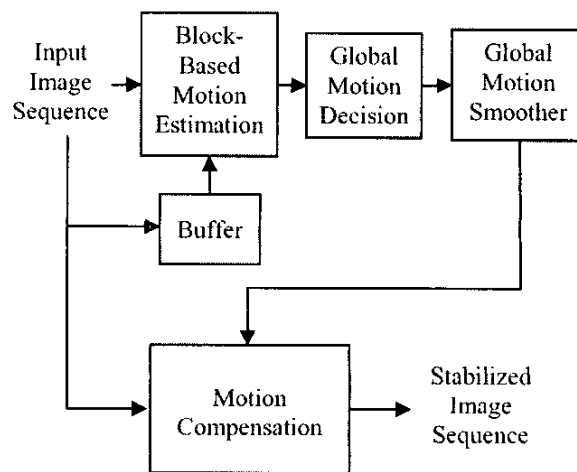 Input
Image
Sequence
Block-
Based
Motion
Estimation
Global
Motion
Decision
Global
Motion
Smoother
Buffer
Motion
Compensation
Stabilized
Image
Sequence